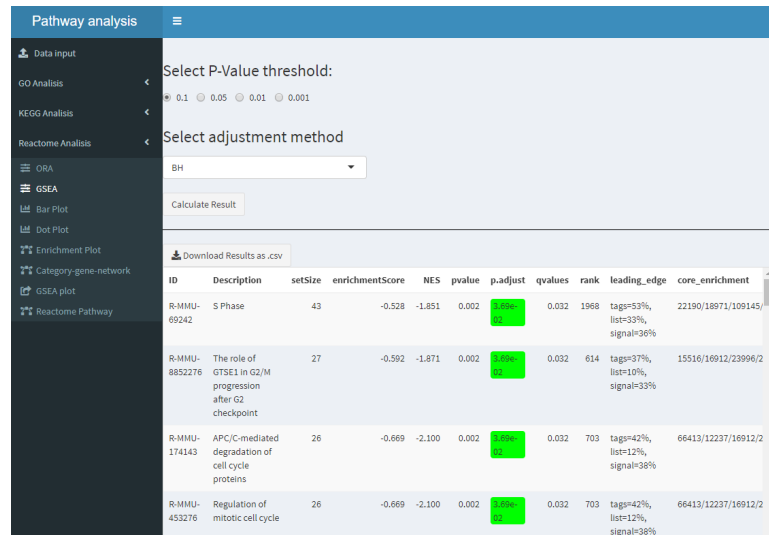 Pathway analysis
Data input
GO Analisis
KEGG Analisis
Reactome Analisis
ORA
GSEA
Bar Plot
Dot Plot
Enrichment Plot
Category-gene-network
GSEA plot
Reactome Pathway
Select P-Value threshold:
0.1 0.05 0.01 0.001
Select adjustment method
BH
Calculate Result
Download Results as .csv
ID Description setSize enrichmentScore NES pvalue p.adjust qvalues rank leading_edge core_enrichment
R-MMU- S Phase 43 -0.528 -1.851 0.002 3.69e- 0.032 1968 tags=53%, 22190/18971/109145/
69242 02 list=33%,
signal=36%
R-MMU- The role of 27 -0.592 -1.871 0.002 3.69e- 0.032 614 tags=37%, 15516/16912/23996/2
8852276 GTSE1 in G2/M 02 list=10%,
progression signal=33%
after G2
checkpoint
R-MMU- APC/C-mediated 26 -0.669 -2.100 0.002 3.69e- 0.032 703 tags=42%, 66413/12237/16912/2
174143 degradation of 02 list=12%,
cell cycle signal=38%
proteins
R-MMU- Regulation of 26 -0.669 -2.100 0.002 3.69e- 0.032 703 tags=42%, 66413/12237/16912/2
453276 mitotic cell cycle 02 list=12%,
signal=38%